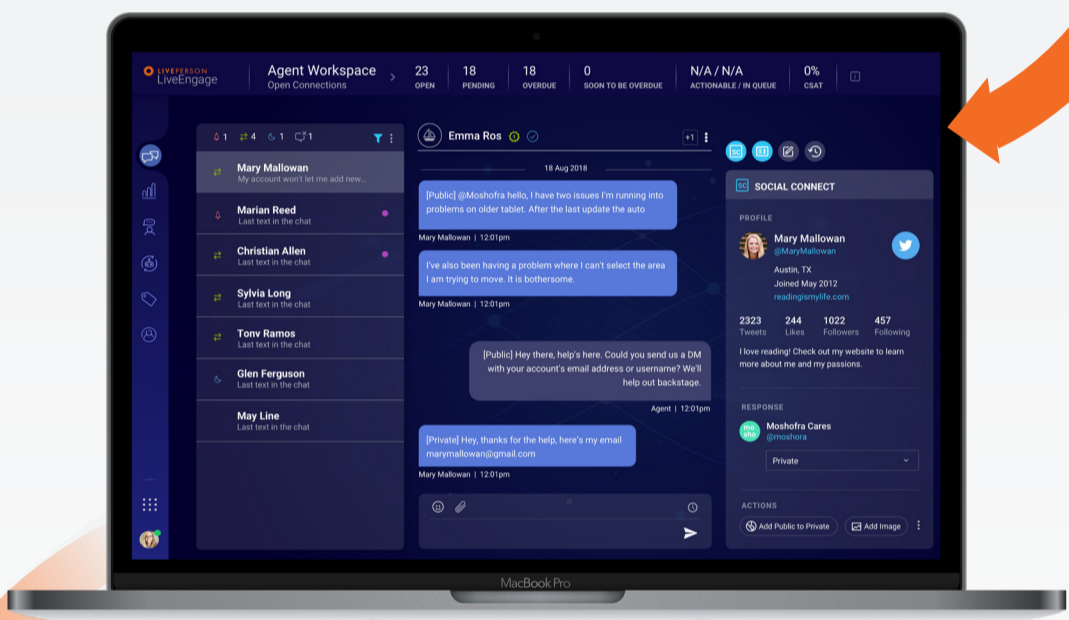 LIVEPERSON
LiveEngage
Agent Workspace
Open Connections
23
OPEN
18
PENDING
18
OVERDUE
0
SOON TO BE OVERDUE
N/A / N/A
ACTIONABLE / IN QUEUE
0%
CSAT
1 4 1 1
Mary Mallowan
My account won't let me add new...
Marian Reed
Last text in the chat
Christian Allen
Last text in the chat
Sylvia Long
Last text in the chat
Tony Ramos
Last text in the chat
Glen Ferguson
Last text in the chat
May Line
Last text in the chat
Emma Ros
+1
18 Aug 2018
[Public] @Moshofra hello, I have two issues I'm running into
problems on older tablet. After the last update the auto
Mary Mallowan | 12:01pm
I've also been having a problem where I can't select the area
I am trying to move. It is bothersome.
Mary Mallowan | 12:01pm
[Public] Hey there, help's here. Could you send us a DM
with your account's email address or username? We'll
help out backstage.
Agent | 12:01pm
[Private] Hey, thanks for the help, here's my email
marymallowan@gmail.com
Mary Mallowan | 12:01pm
SC
SC SOCIAL CONNECT
PROFILE
Mary Mallowan
@MaryMallowan
Austin, TX
Joined May 2012
readingismylife.com
2323
Tweets
244
Likes
1022
Followers
457
Following
I love reading! Check out my website to learn
more about me and my passions.
RESPONSE
mo
sho
Moshofra Cares
@moshora
Private
ACTIONS
Add Public to Private
Add Image
MacBook Pro